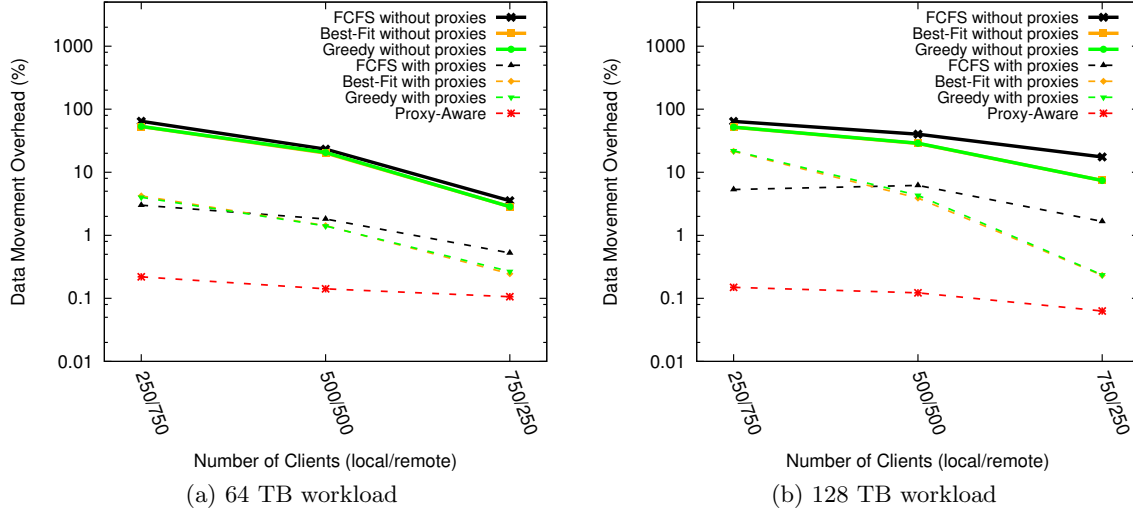 FCFS without proxies
Best-Fit without proxies
Greedy without proxies
FCFS with proxies
Best-Fit with proxies
Greedy with proxies
Proxy-Aware
1000
100
10
1
0.1
0.01
Data Movement Overhead (%)
250/750
500/500
750/250
Number of Clients (local/remote)
(a) 64 TB workload
FCFS without proxies
Best-Fit without proxies
Greedy without proxies
FCFS with proxies
Best-Fit with proxies
Greedy with proxies
Proxy-Aware
1000
100
10
1
0.1
0.01
Data Movement Overhead (%)
250/750
500/500
750/250
Number of Clients (local/remote)
(b) 128 TB workload